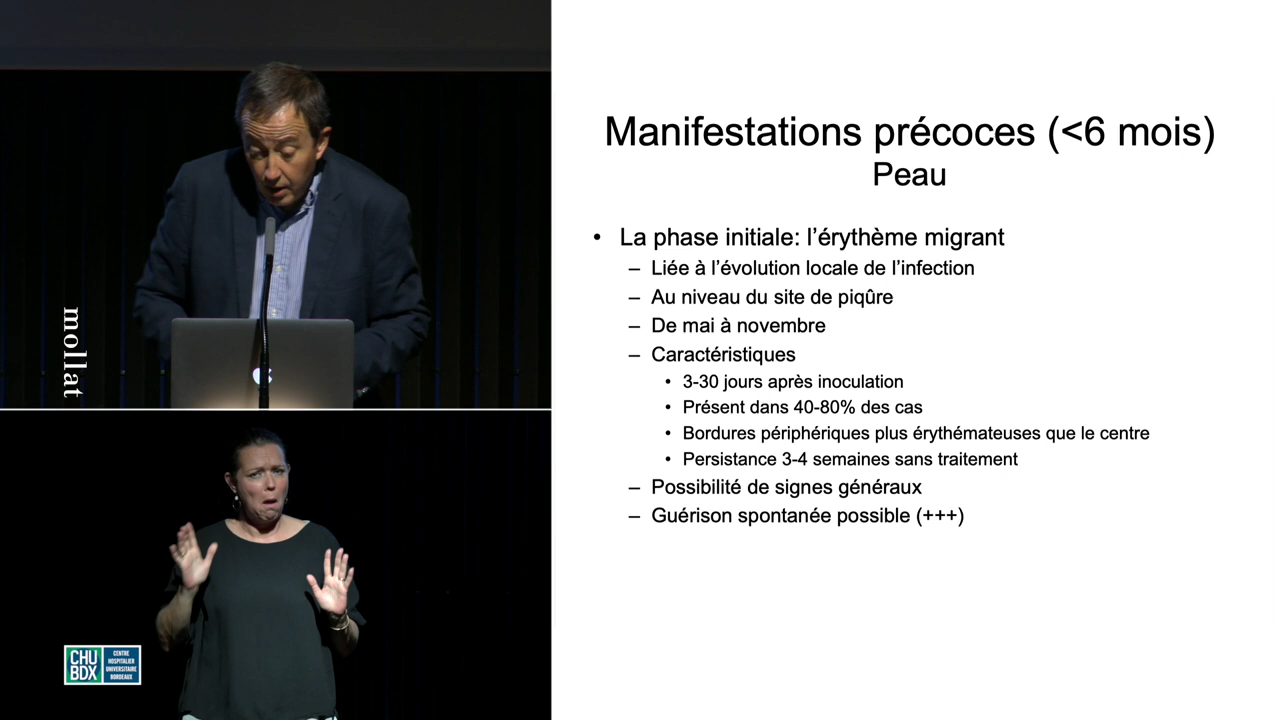 mollat
CHU
BDX
CENTRE
HOSPITALIER
UNIVERSITAIRE
BORDEAUX
Manifestations précoces (<6 mois)
Peau
• La phase initiale: l’érythème migrant
– Liée à l’évolution locale de l’infection
– Au niveau du site de piqûre
– De mai à novembre
– Caractéristiques
• 3-30 jours après inoculation
• Présent dans 40-80% des cas
• Bordures périphériques plus érythémateuses que le centre
• Persistance 3-4 semaines sans traitement
– Possibilité de signes généraux
– Guérison spontanée possible (+++)